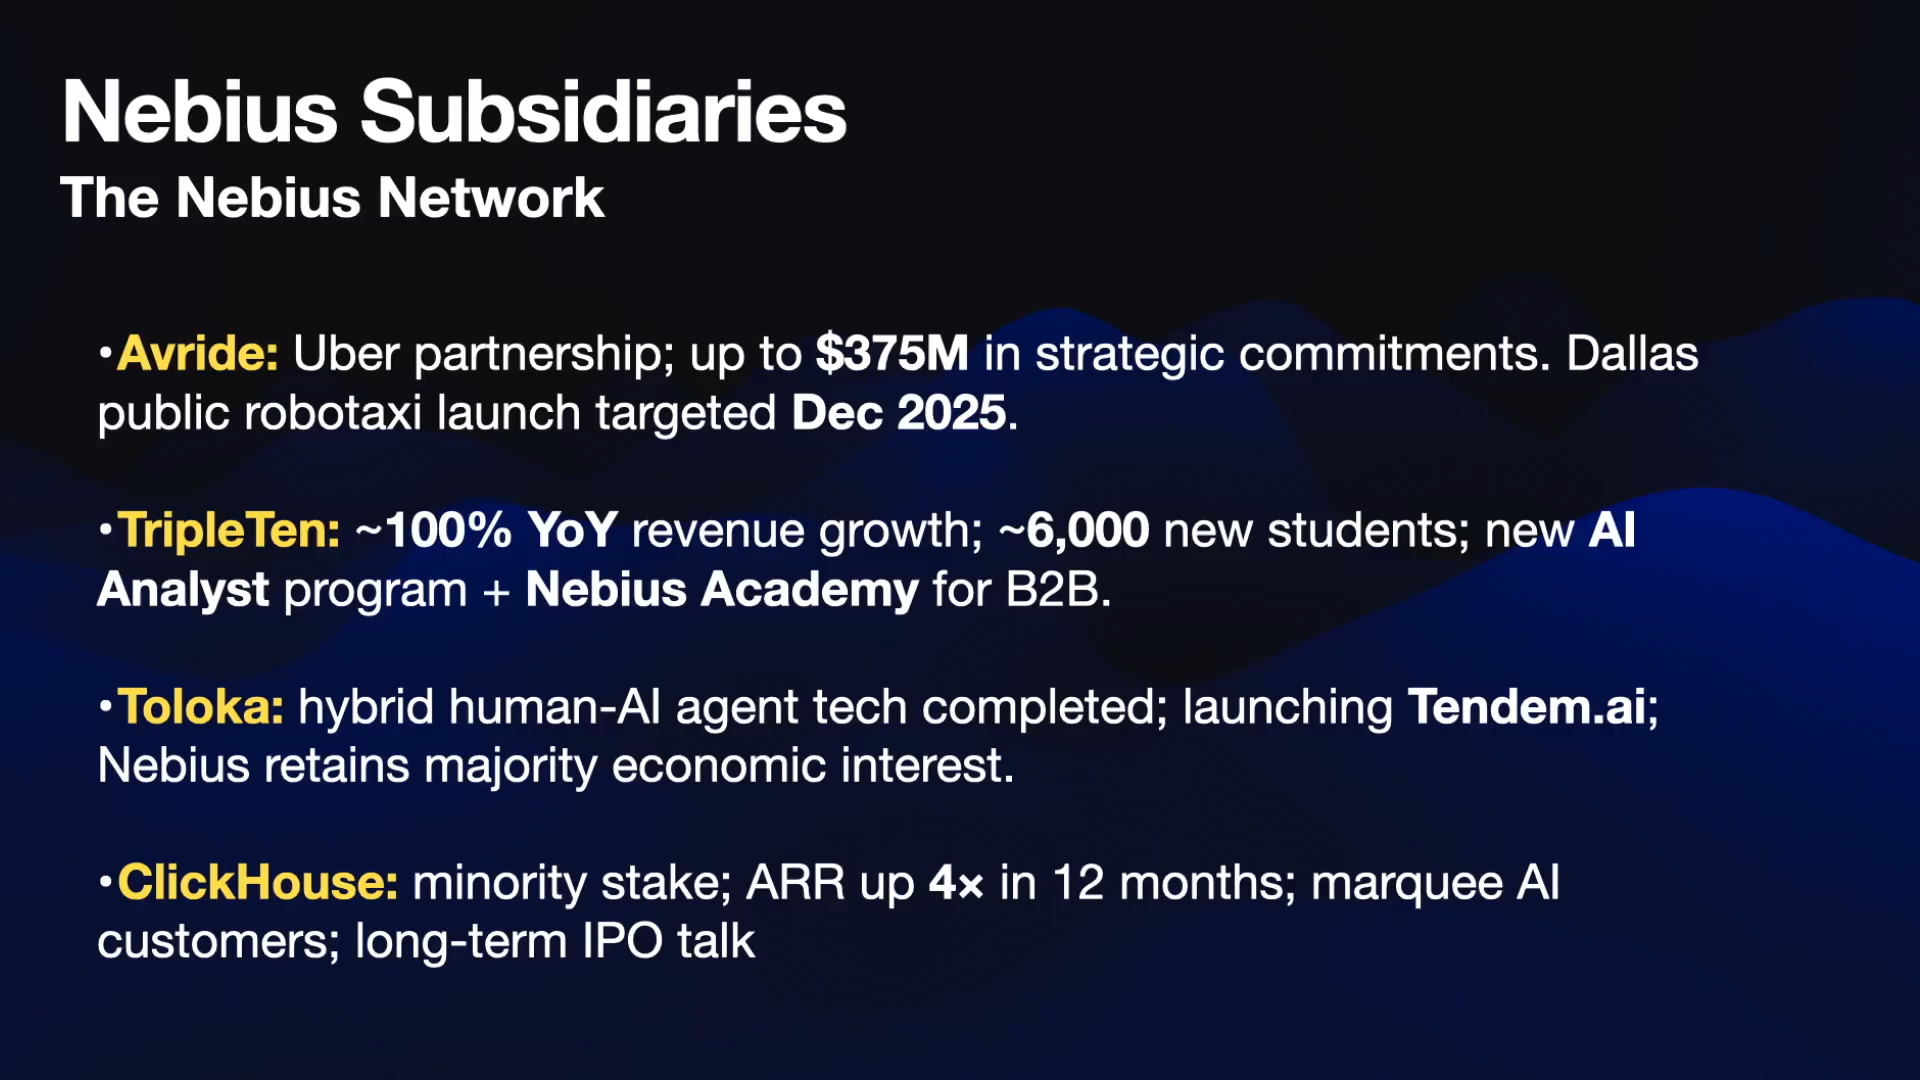 Nebius Subsidiaries
The Nebius Network
•Avride: Uber partnership; up to $375M in strategic commitments. Dallas
public robotaxi launch targeted Dec 2025.
•TripleTen: ~100% YoY revenue growth; ~6,000 new students; new AI
Analyst program + Nebius Academy for B2B.
•Toloka: hybrid human-AI agent tech completed; launching Tendem.ai;
Nebius retains majority economic interest.
•ClickHouse: minority stake; ARR up 4× in 12 months; marquee AI
customers; long-term IPO talk